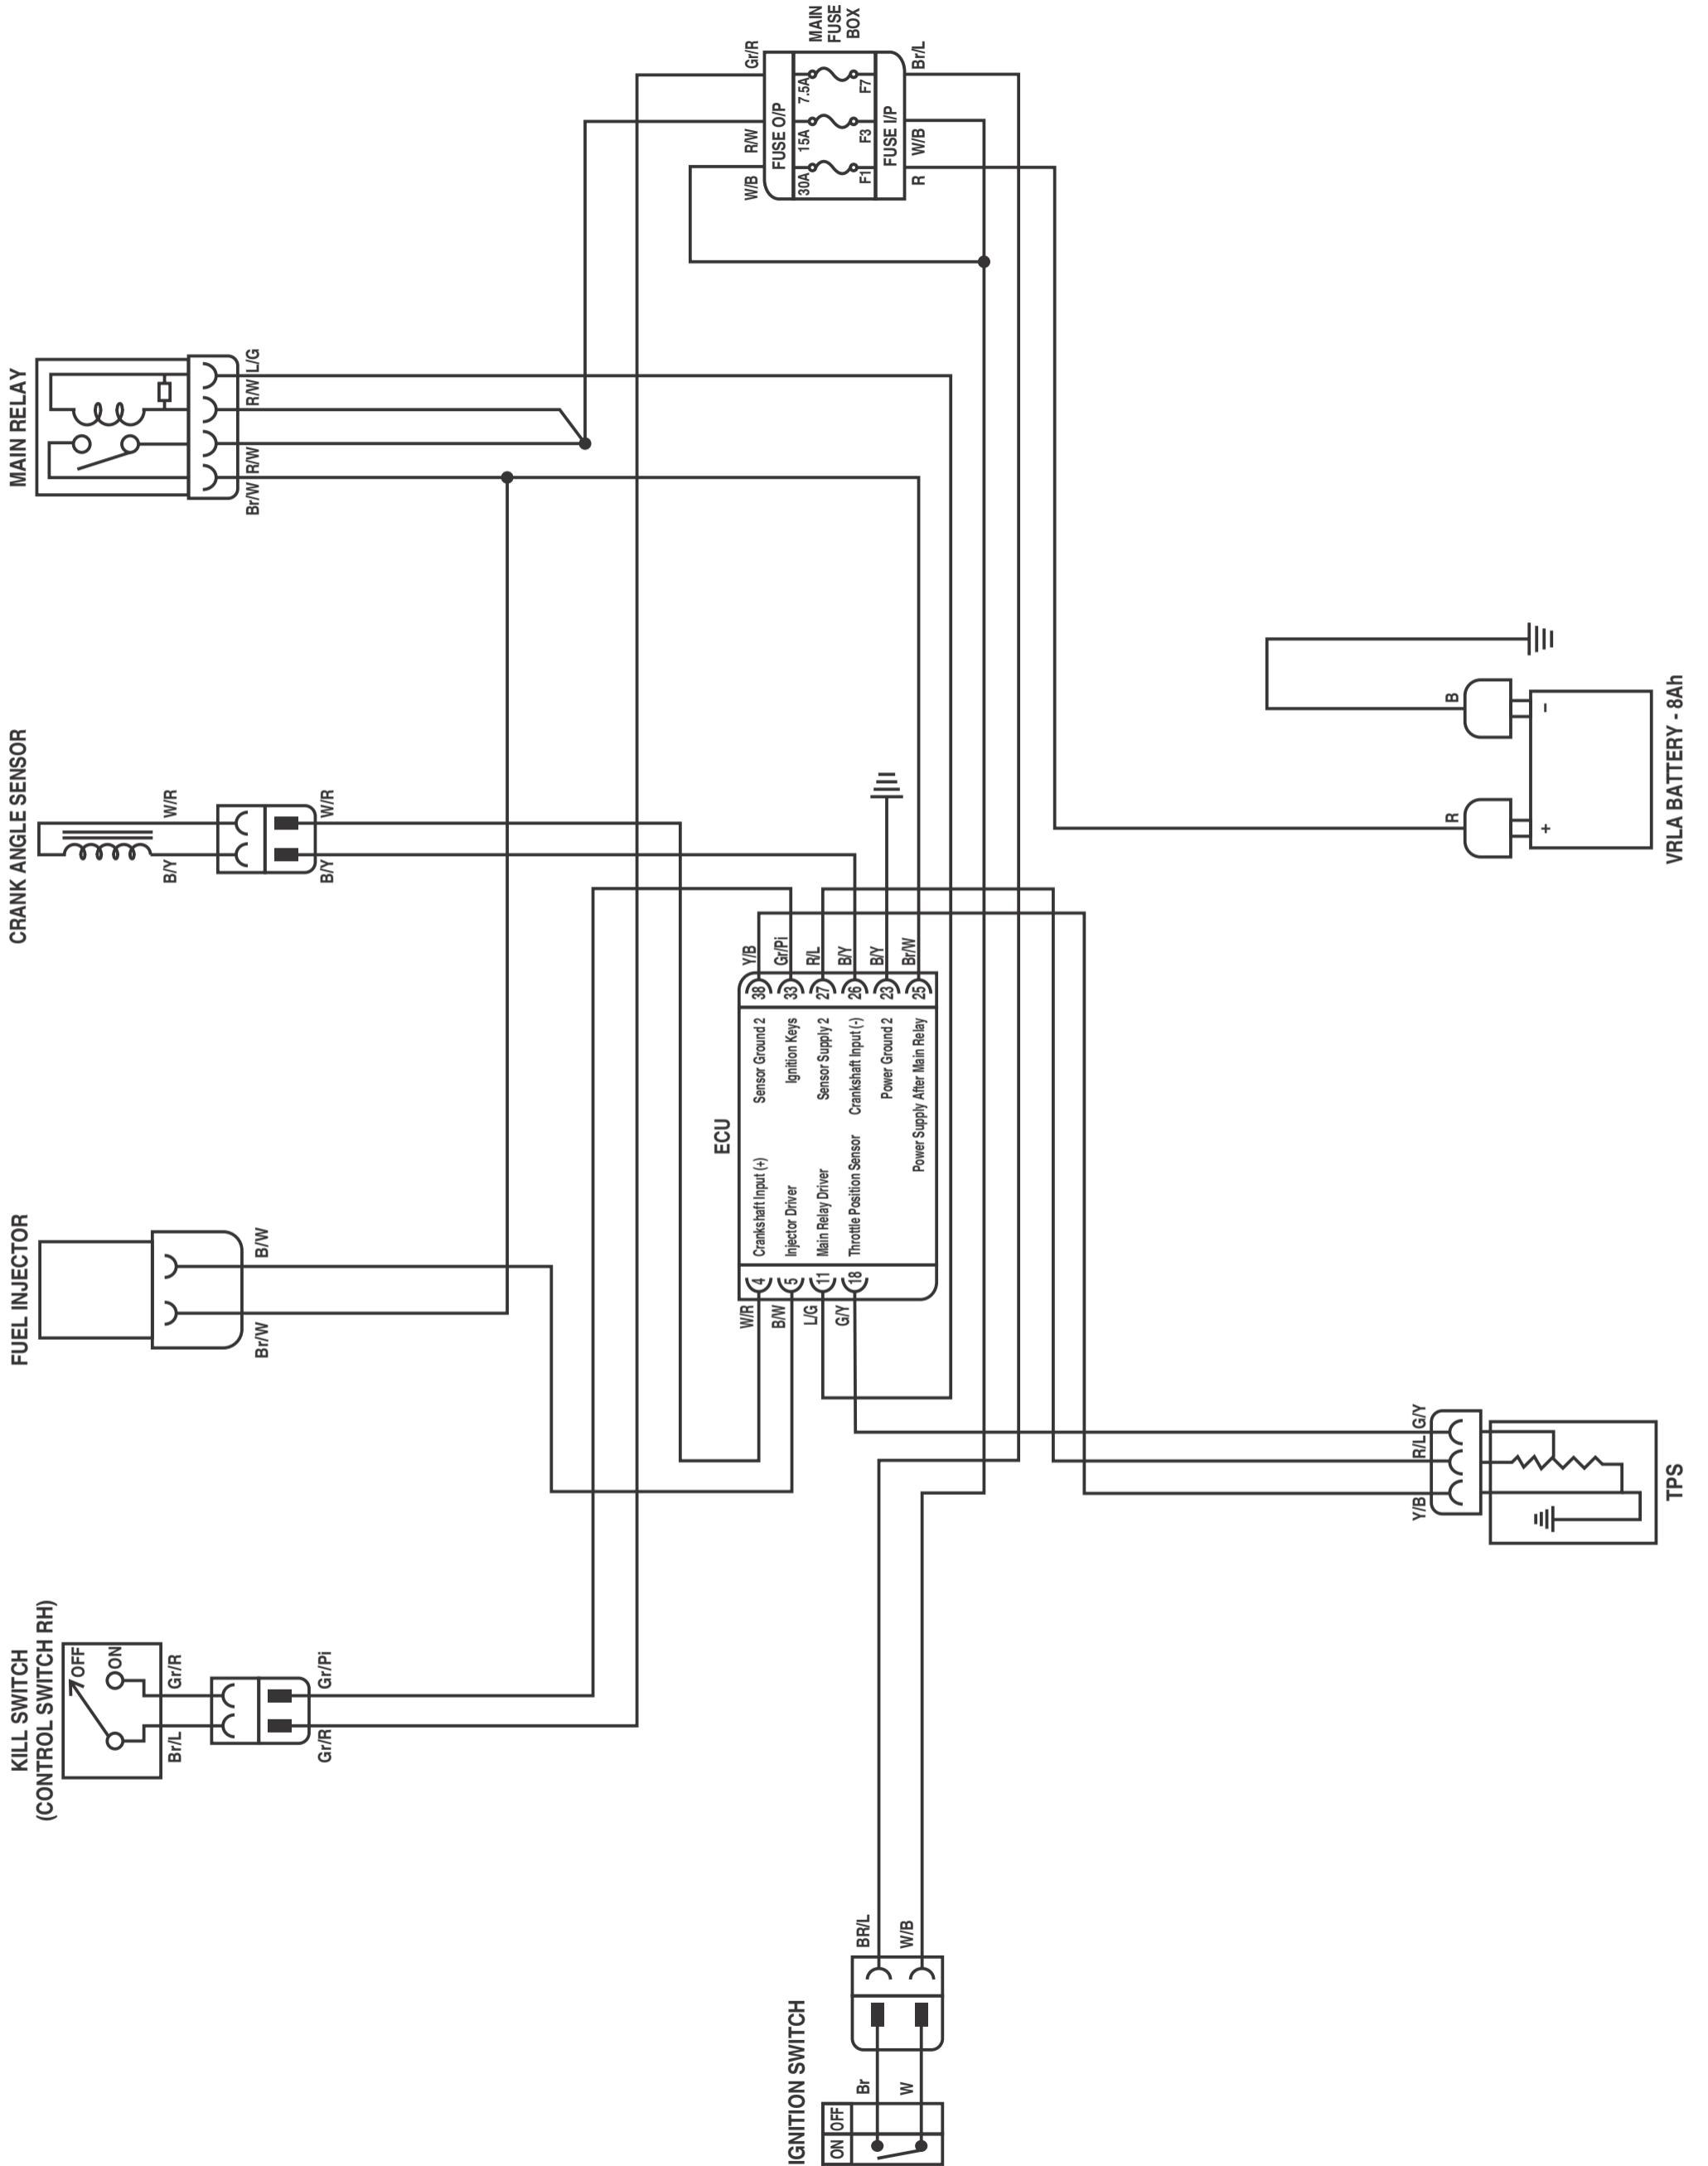 KILL SWITCH
(CONTROL SWITCH RH)
OFF
ON
Br/L
Gr/R
Gr/R
Gr/Pi
FUEL INJECTOR
Br/W
B/W
CRANK ANGLE SENSOR
B/Y
W/R
B/Y
W/R
MAIN RELAY
Br/W
R/W
R/W
L/G
MAIN
FUSE
BOX
W/B
R/W
Gr/R
FUSE O/P
30A
15A
7.5A
F1
F3
F7
FUSE I/P
R
W/B
Br/L
ECU
W/R
4
Crankshaft Input (+)
Sensor Ground 2
38
Y/B
B/W
5
Injector Driver
Ignition Keys
33
Gr/Pi
L/G
11
Main Relay Driver
Sensor Supply 2
27
R/L
G/Y
18
Throttle Position Sensor
Crankshaft Input (-)
26
B/Y
Power Ground 2
23
B/Y
Power Supply After Main Relay
25
Br/W
IGNITION SWITCH
ON
OFF
Br
W
BR/L
W/B
Y/B
R/L
G/Y
TPS
R
B
+
–
VRLA BATTERY - 8Ah